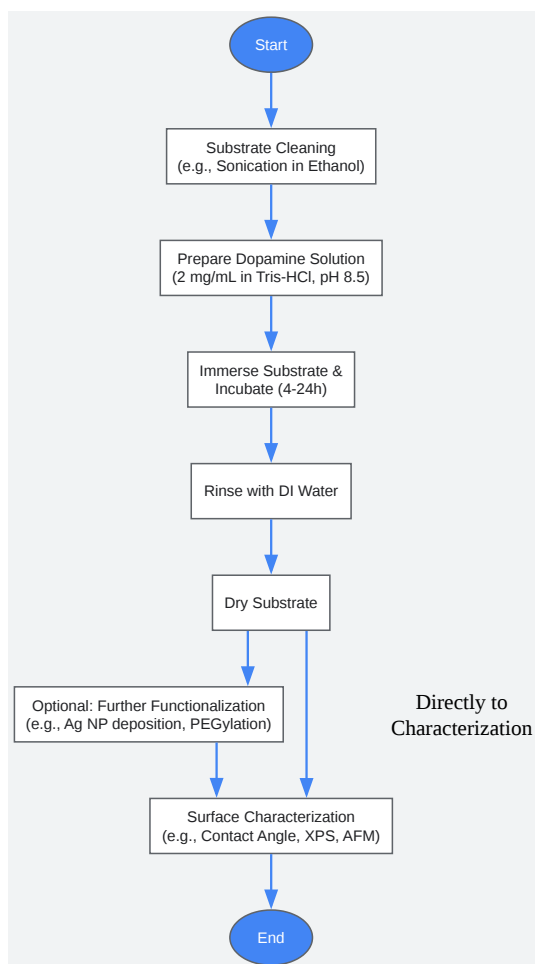 Start
Substrate Cleaning
(e.g., Sonication in Ethanol)
Prepare Dopamine Solution
(2 mg/mL in Tris-HCl, pH 8.5)
Immerse Substrate &
Incubate (4-24h)
Rinse with DI Water
Dry Substrate
Optional: Further Functionalization
(e.g., Ag NP deposition, PEGylation)
Directly to
Characterization
Surface Characterization
(e.g., Contact Angle, XPS, AFM)
End